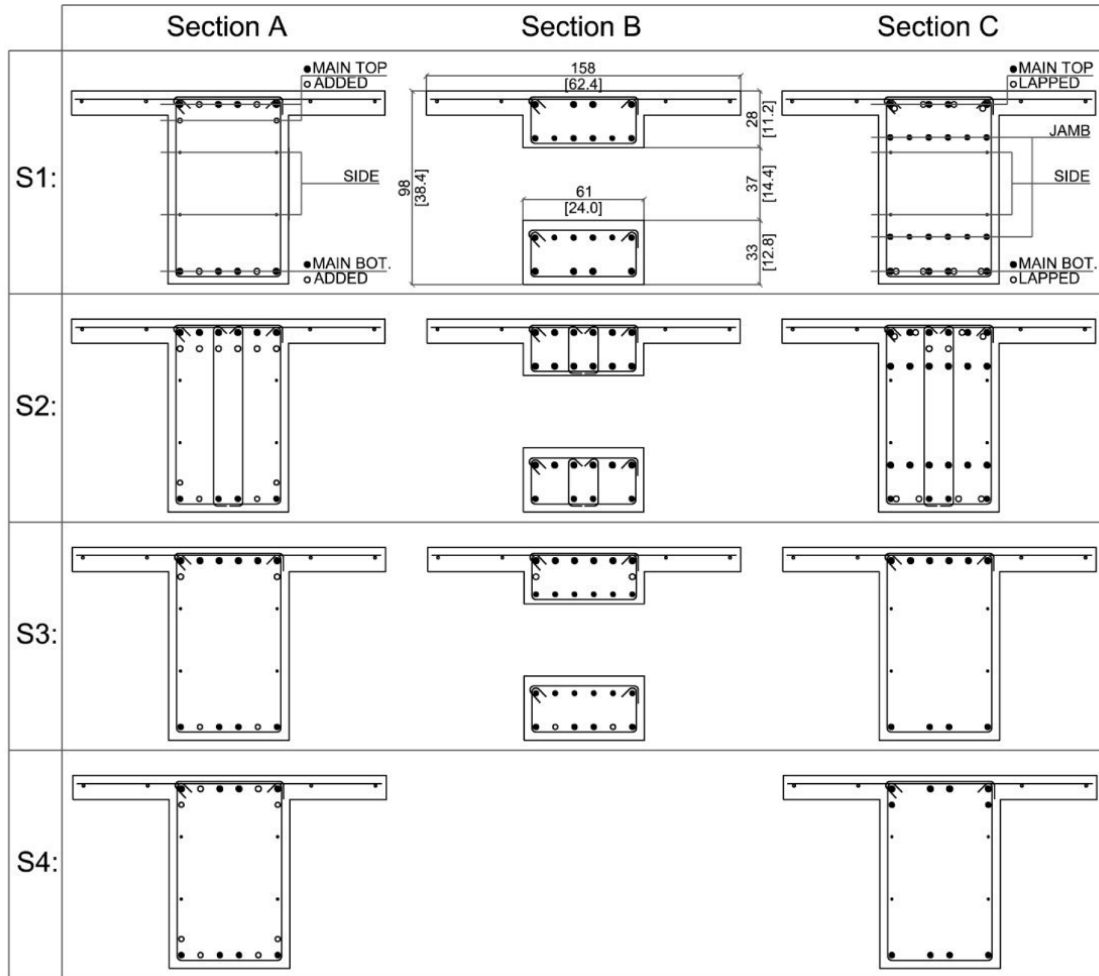 Section A
Section B
Section C
S1:
MAIN TOP
ADDED
SIDE
MAIN BOT.
ADDED
158
[62.4]
28
[11.2]
98
[38.4]
37
[14.4]
61
[24.0]
33
[12.8]
MAIN TOP
LAPPED
JAMB
SIDE
MAIN BOT.
LAPPED
S2:
S3:
S4: